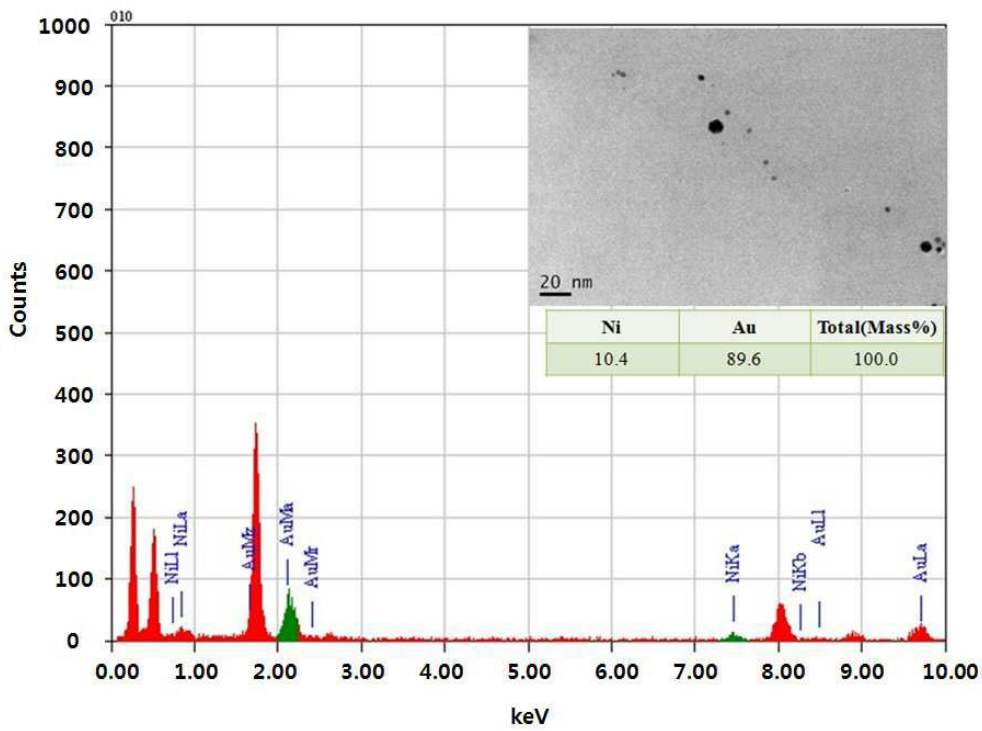 010
1000
900
800
700
600
500
400
300
200
100
0
Counts
20 nm
Ni Au Total(Mass%)
10.4 89.6 100.0
NiLl
NiLa
AuMz
AuMa
AuMr
NiKa
NiKb
AuLl
AuLa
0.00 1.00 2.00 3.00 4.00 5.00 6.00 7.00 8.00 9.00 10.00
keV